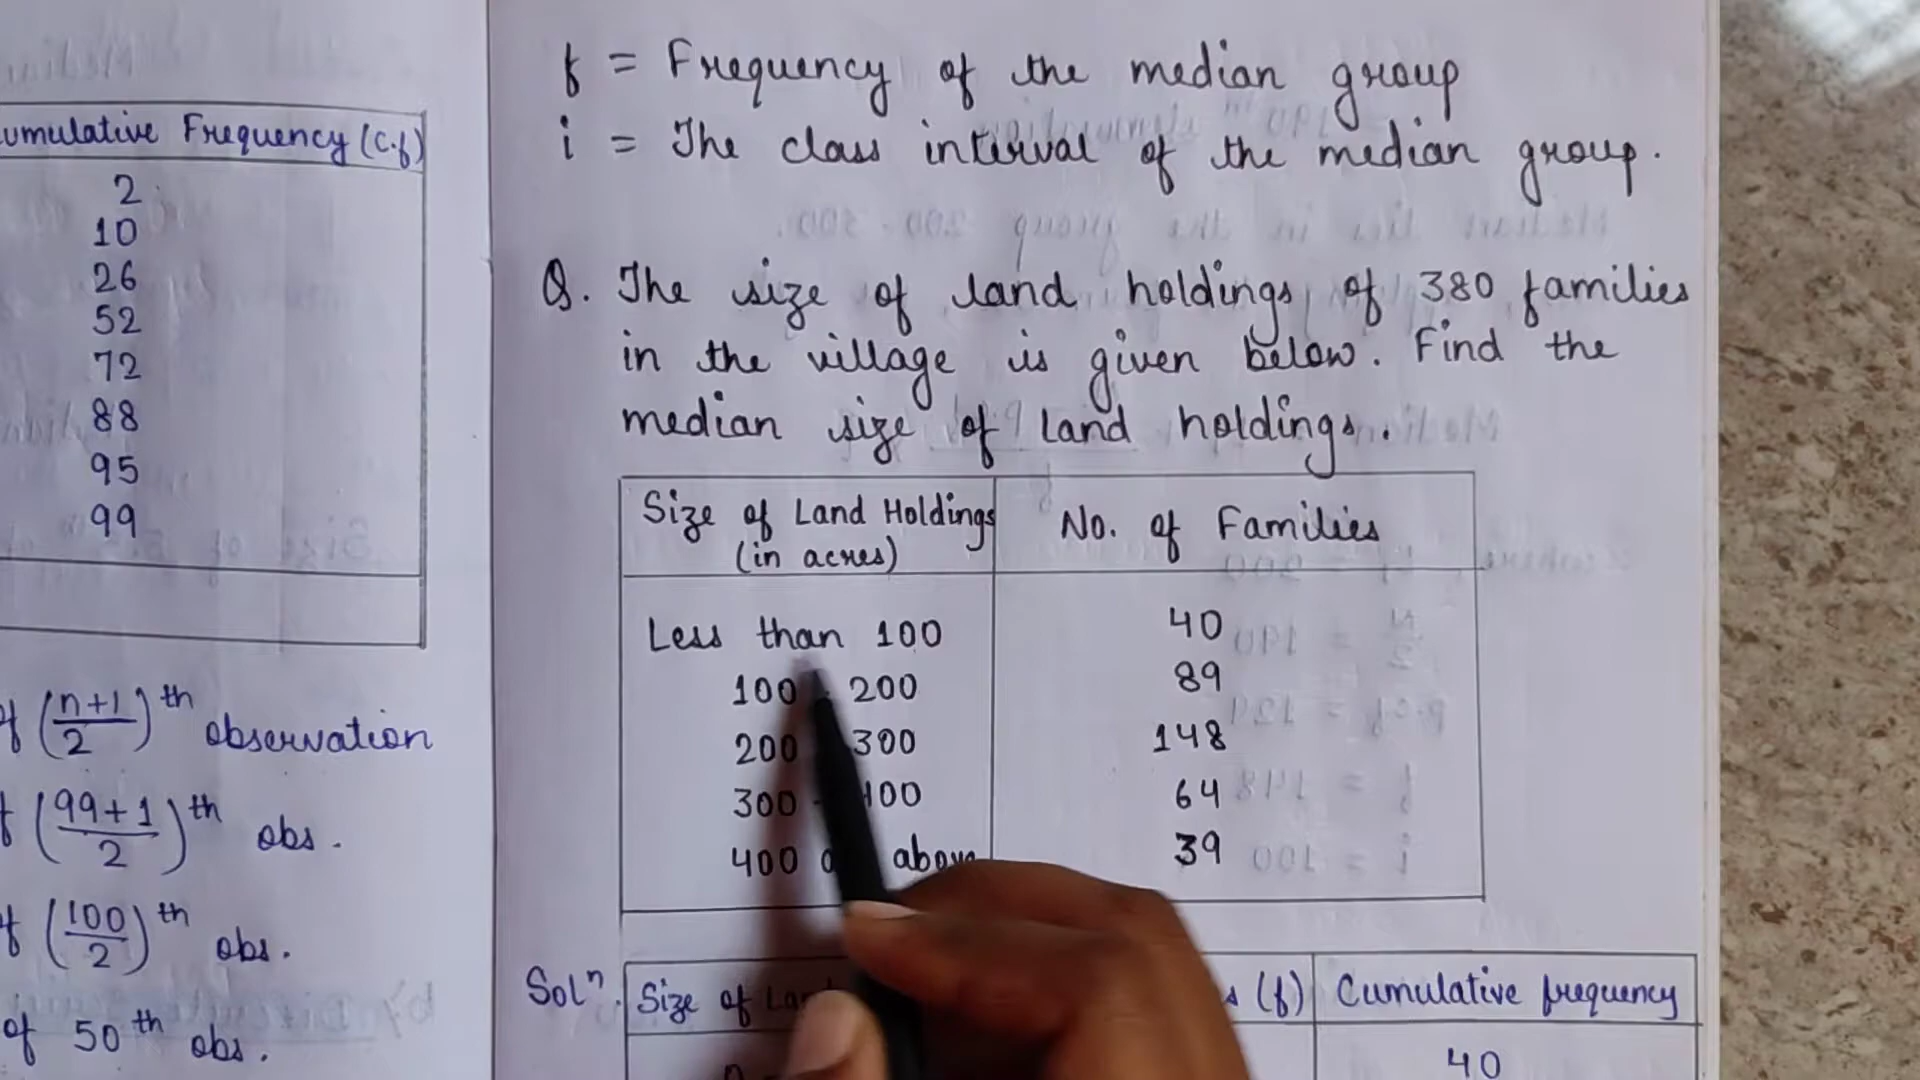 umulative Frequency (c.f)
2
10
26
52
72
88
95
99
(n+1/2)th observation
(99+1/2)th obs.
(100/2)th obs.
of 50th obs.
f = Frequency of the median group
i = The class interval of the median group.
Q. The size of land holdings of 380 families
in the village is given below. Find the
median size of land holdings.
Size of Land Holdings (in acres) No. of Families
Less than 100 40
100 - 200 89
200 300 148
300 - 400 64
400 above 39
Soln. Size of (f) Cumulative frequency
40